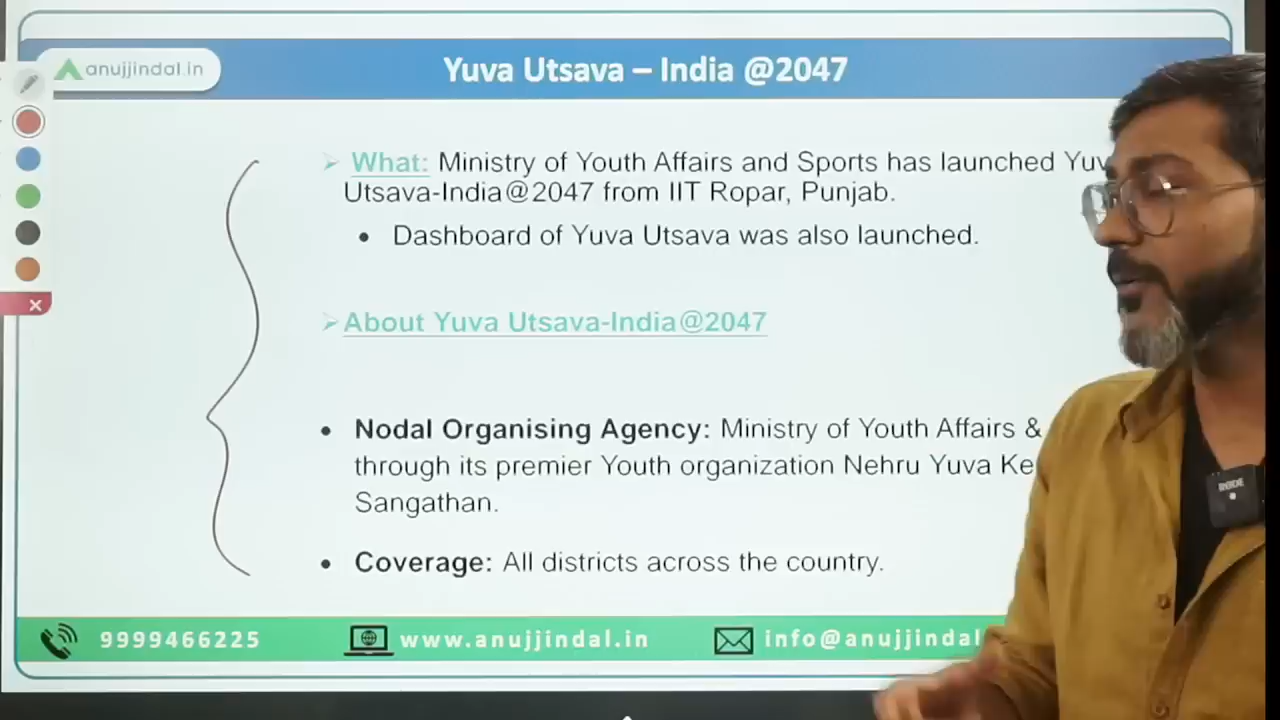 anujjindal.in
Yuva Utsava – India @2047
What: Ministry of Youth Affairs and Sports has launched
Utsava-India@2047 from IIT Ropar, Punjab.
Dashboard of Yuva Utsava was also launched.
About Yuva Utsava-India@2047
Nodal Organising Agency: Ministry of Youth Affairs &
through its premier Youth organization Nehru Yuva
Sangathan.
Coverage: All districts across the country.
9999466225
www.anujjindal.in
RODE